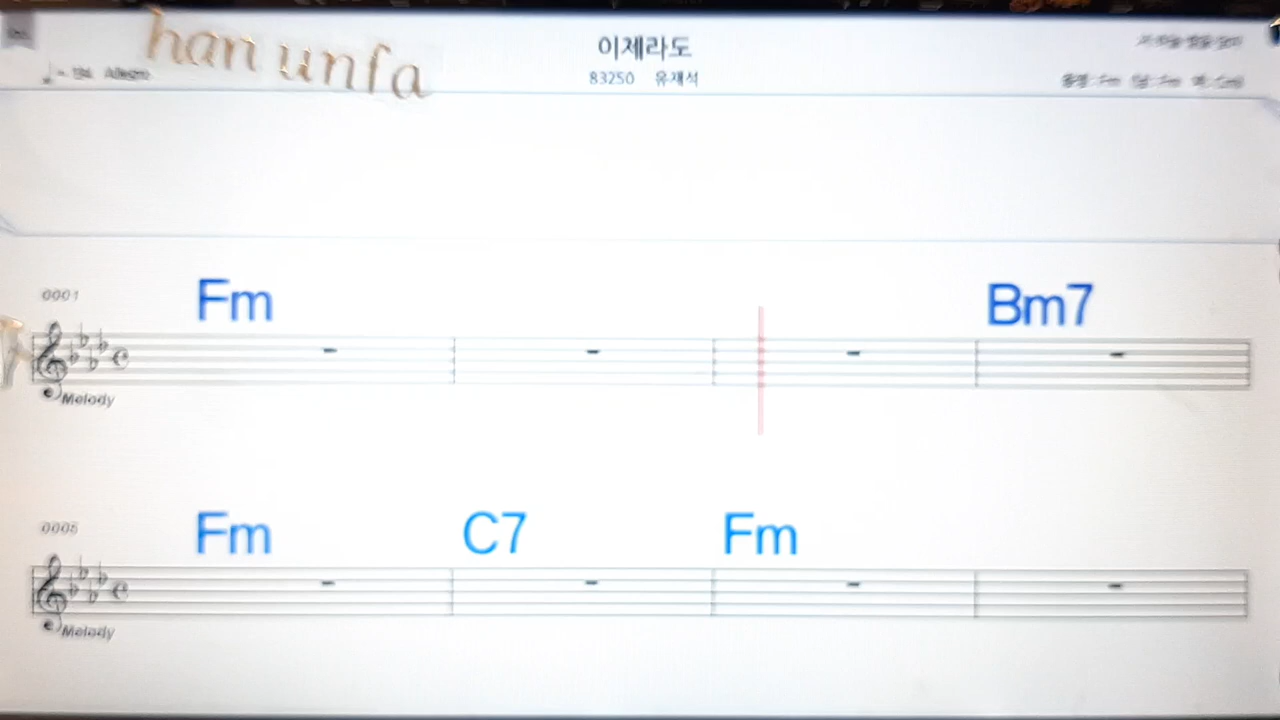 han unfa
이제라도
83250 유재석
Allegro
0001
Fm Bm7
Melody
0005
Fm C7 Fm
Melody